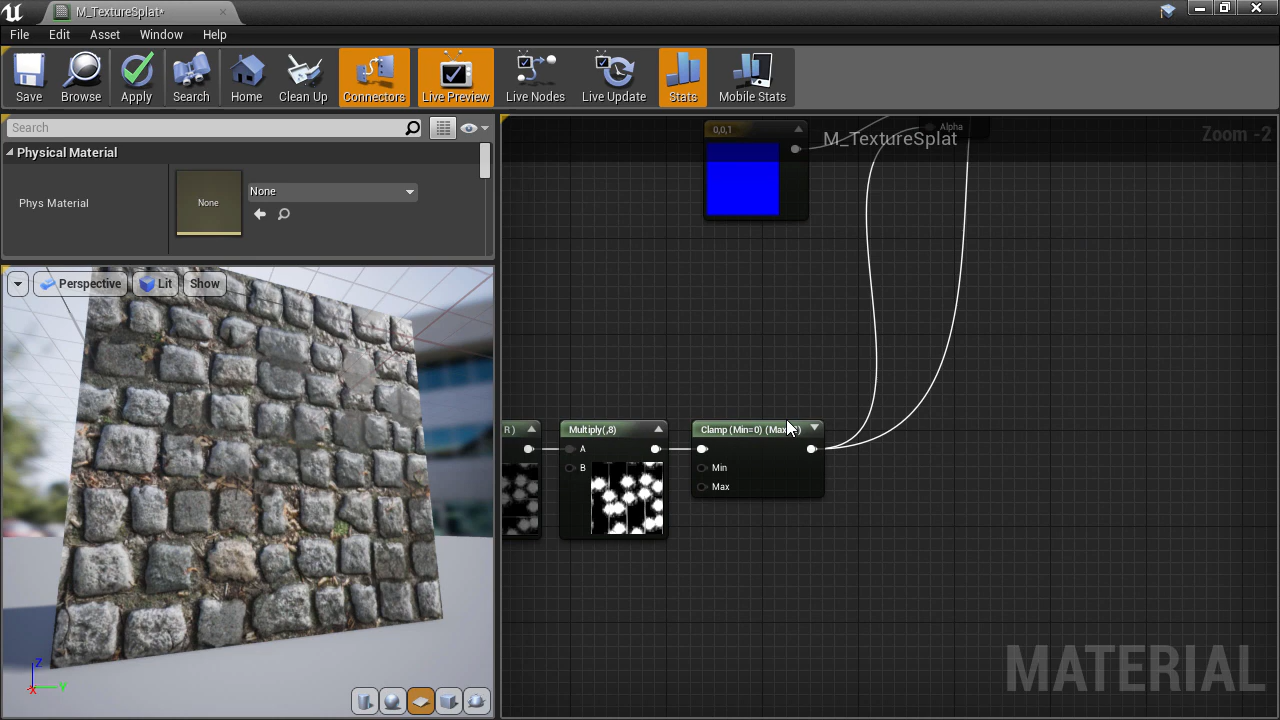 M_TextureSplat*
File Edit Asset Window Help
Save Browse Apply Search Home Clean Up Connectors Live Preview Live Nodes Live Update Stats Mobile Stats
Search
Physical Material
Phys Material
None
None
Perspective Lit Show
Z
Y
X
0,0,1
Alpha
M_TextureSplat
Zoom -2
R)
Multiply(,8)
A
B
Clamp (Min=0) (Max
Min
Max
MATERIAL